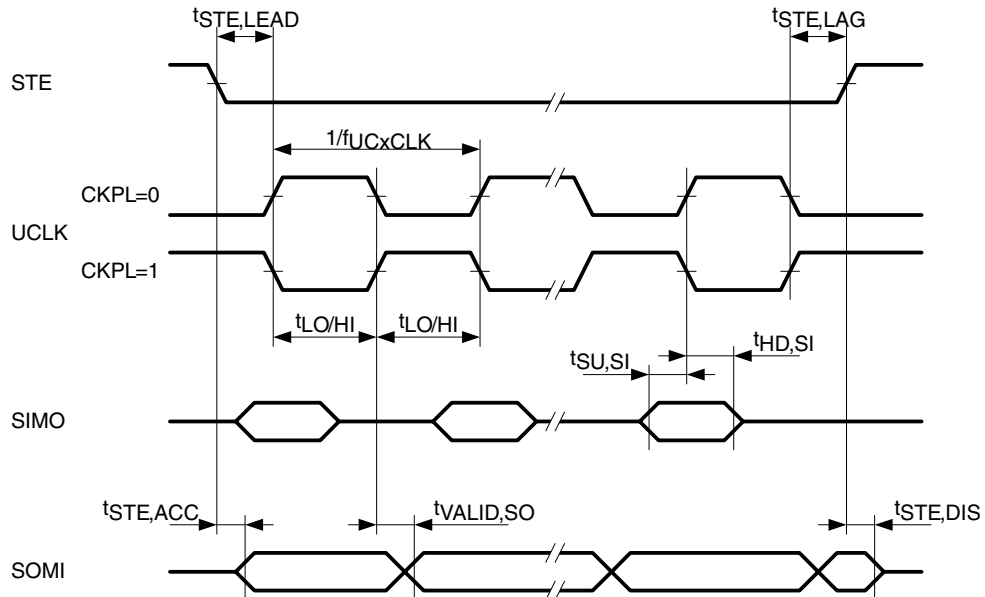 tSTE,LEAD
tSTE,LAG
STE
1/fUCxCLK
CKPL=0
UCLK
CKPL=1
tLO/HI
tLO/HI
tSU,SI
tHD,SI
SIMO
tSTE,ACC
tVALID,SO
tSTE,DIS
SOMI